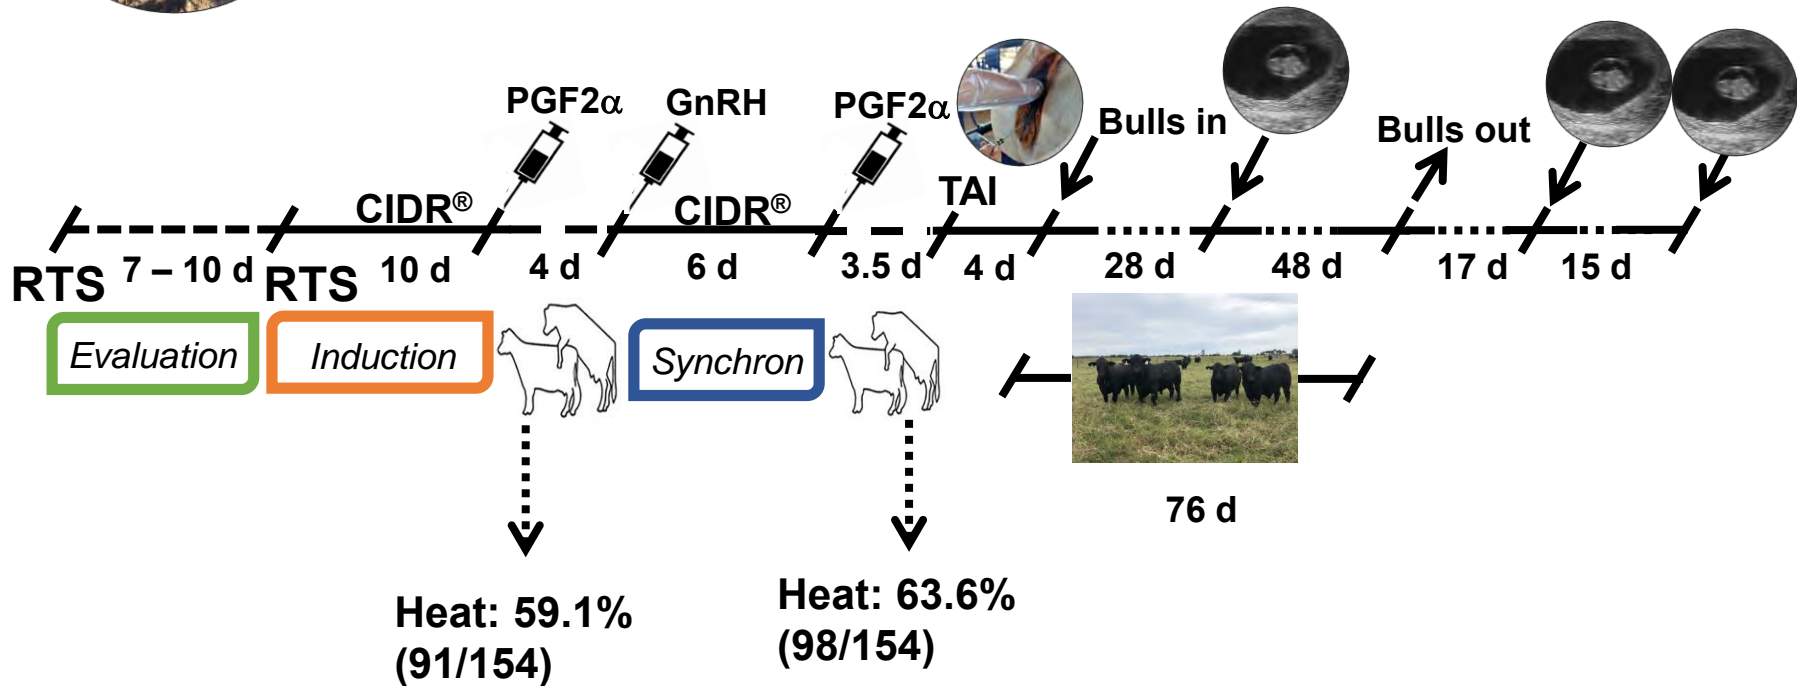 PGF2α
GnRH
PGF2α
Bulls in
Bulls out
CIDR®
CIDR®
TAI
RTS
7 – 10 d
RTS
10 d
4 d
6 d
3.5 d
4 d
28 d
48 d
17 d
15 d
Evaluation
Induction
Synchron
76 d
Heat: 59.1%
(91/154)
Heat: 63.6%
(98/154)